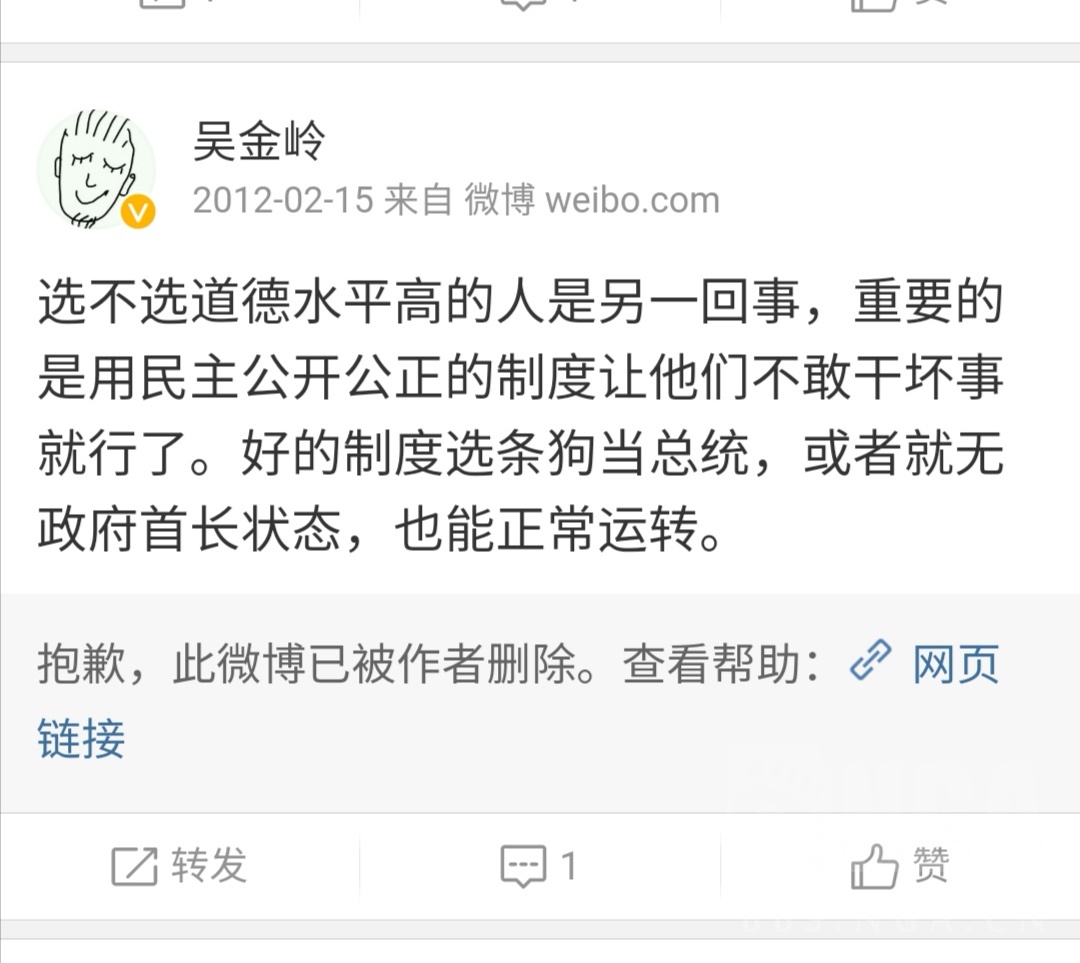 吴金岭
2012-02-15 来自 微博 weibo.com
选不选道德水平高的人是另一回事，重要的
是用民主公开公正的制度让他们不敢干坏事
就行了。好的制度选条狗当总统，或者就无
政府首长状态，也能正常运转。
抱歉，此微博已被作者删除。查看帮助： 网页
链接
转发 1 赞